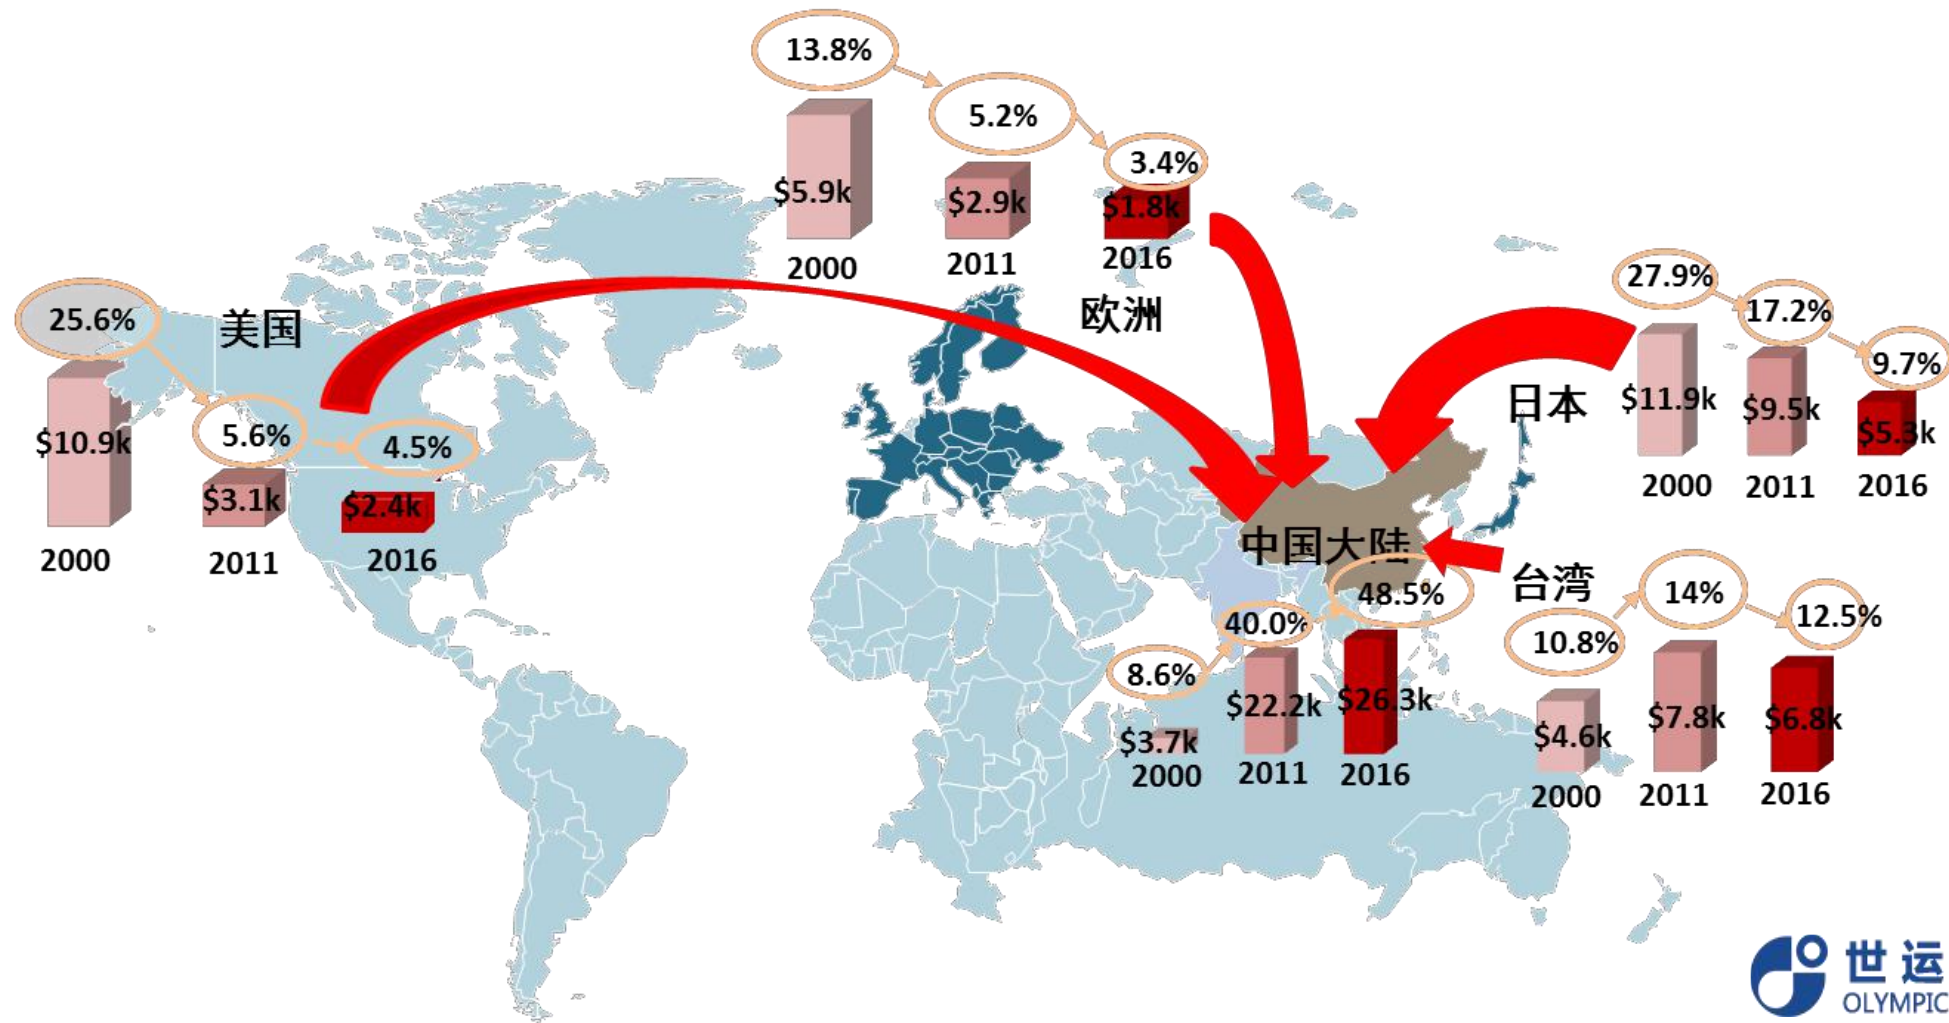 13.8%
5.2%
3.4%
$5.9k
$2.9k
$1.8k
2000
2011
2016
欧洲
25.6%
美国
5.6%
4.5%
$10.9k
$3.1k
$2.4k
2000
2011
2016
27.9%
17.2%
9.7%
日本
$11.9k
$9.5k
$5.3k
2000
2011
2016
中国大陆
48.5%
40.0%
8.6%
$3.7k
$22.2k
$26.3k
2000
2011
2016
台湾
10.8%
14%
12.5%
$4.6k
$7.8k
$6.8k
2000
2011
2016
世运
OLYMPIC